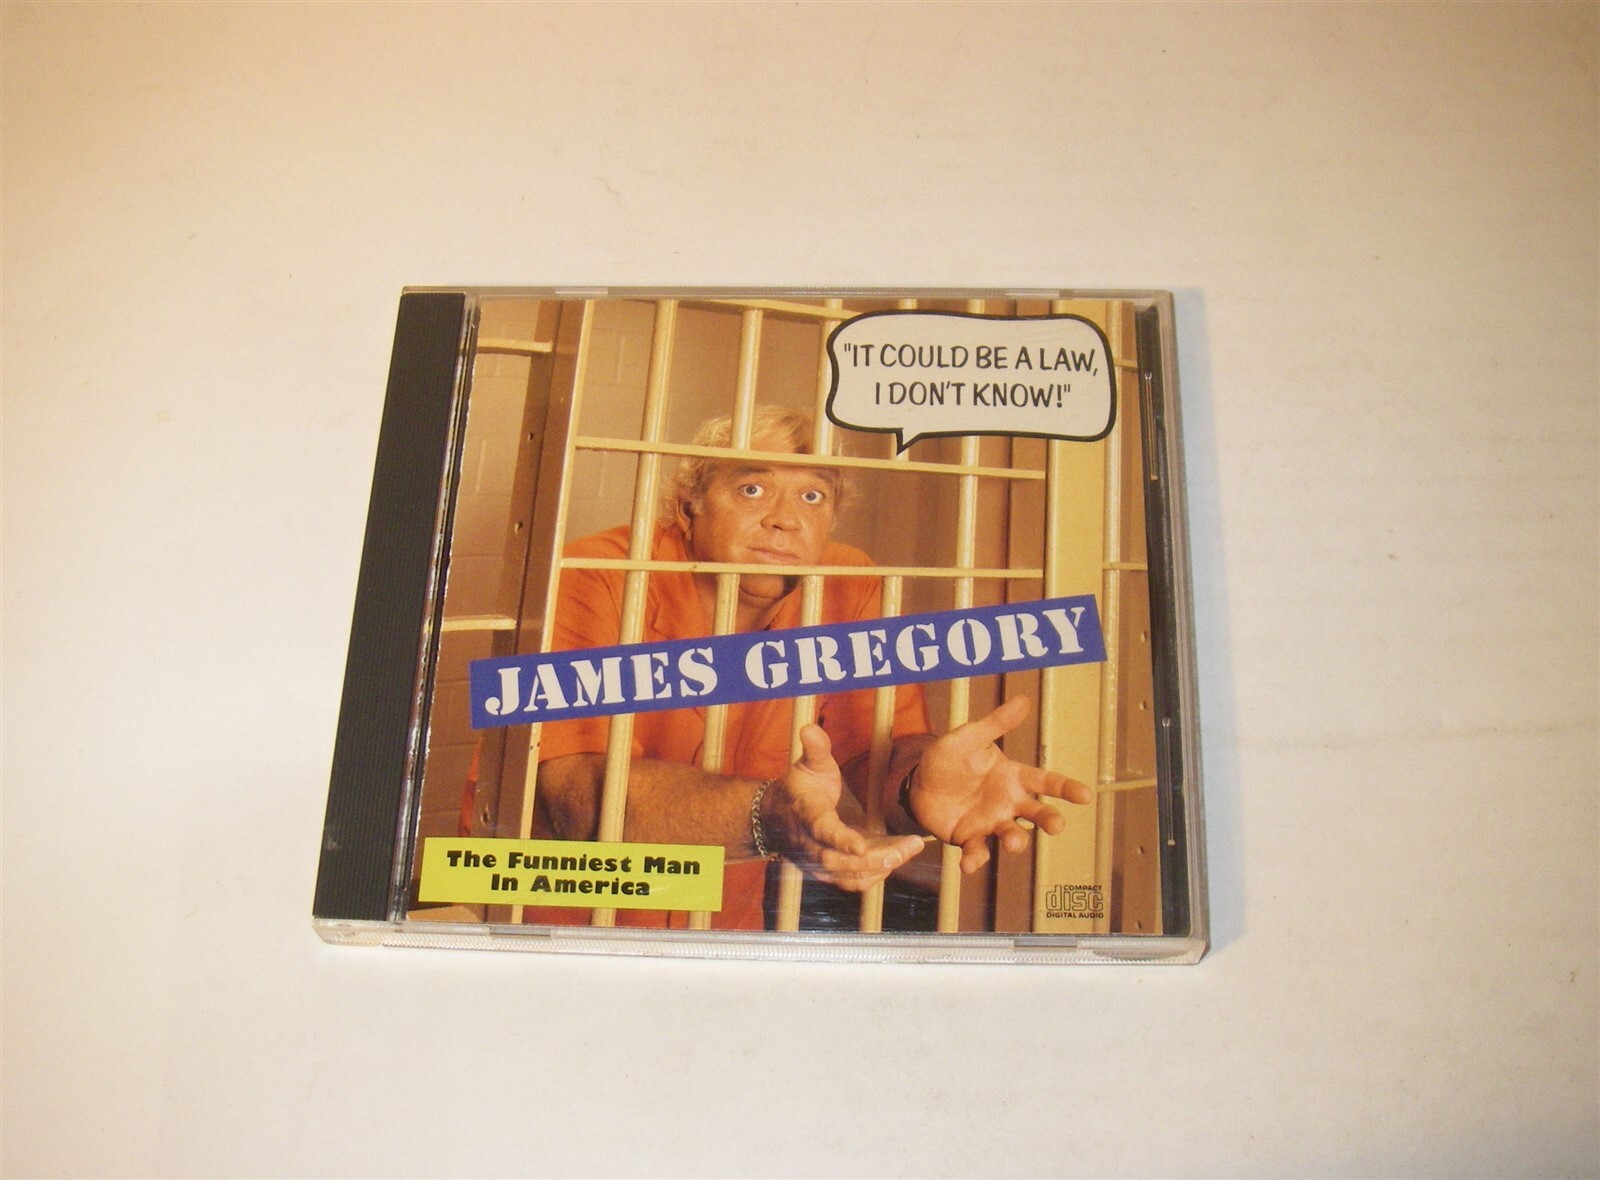 "IT COULD BE A LAW,
I DON'T KNOW!"
JAMES GREGORY
The Funniest Man
In America
COMPACT
disc
DIGITAL AUDIO